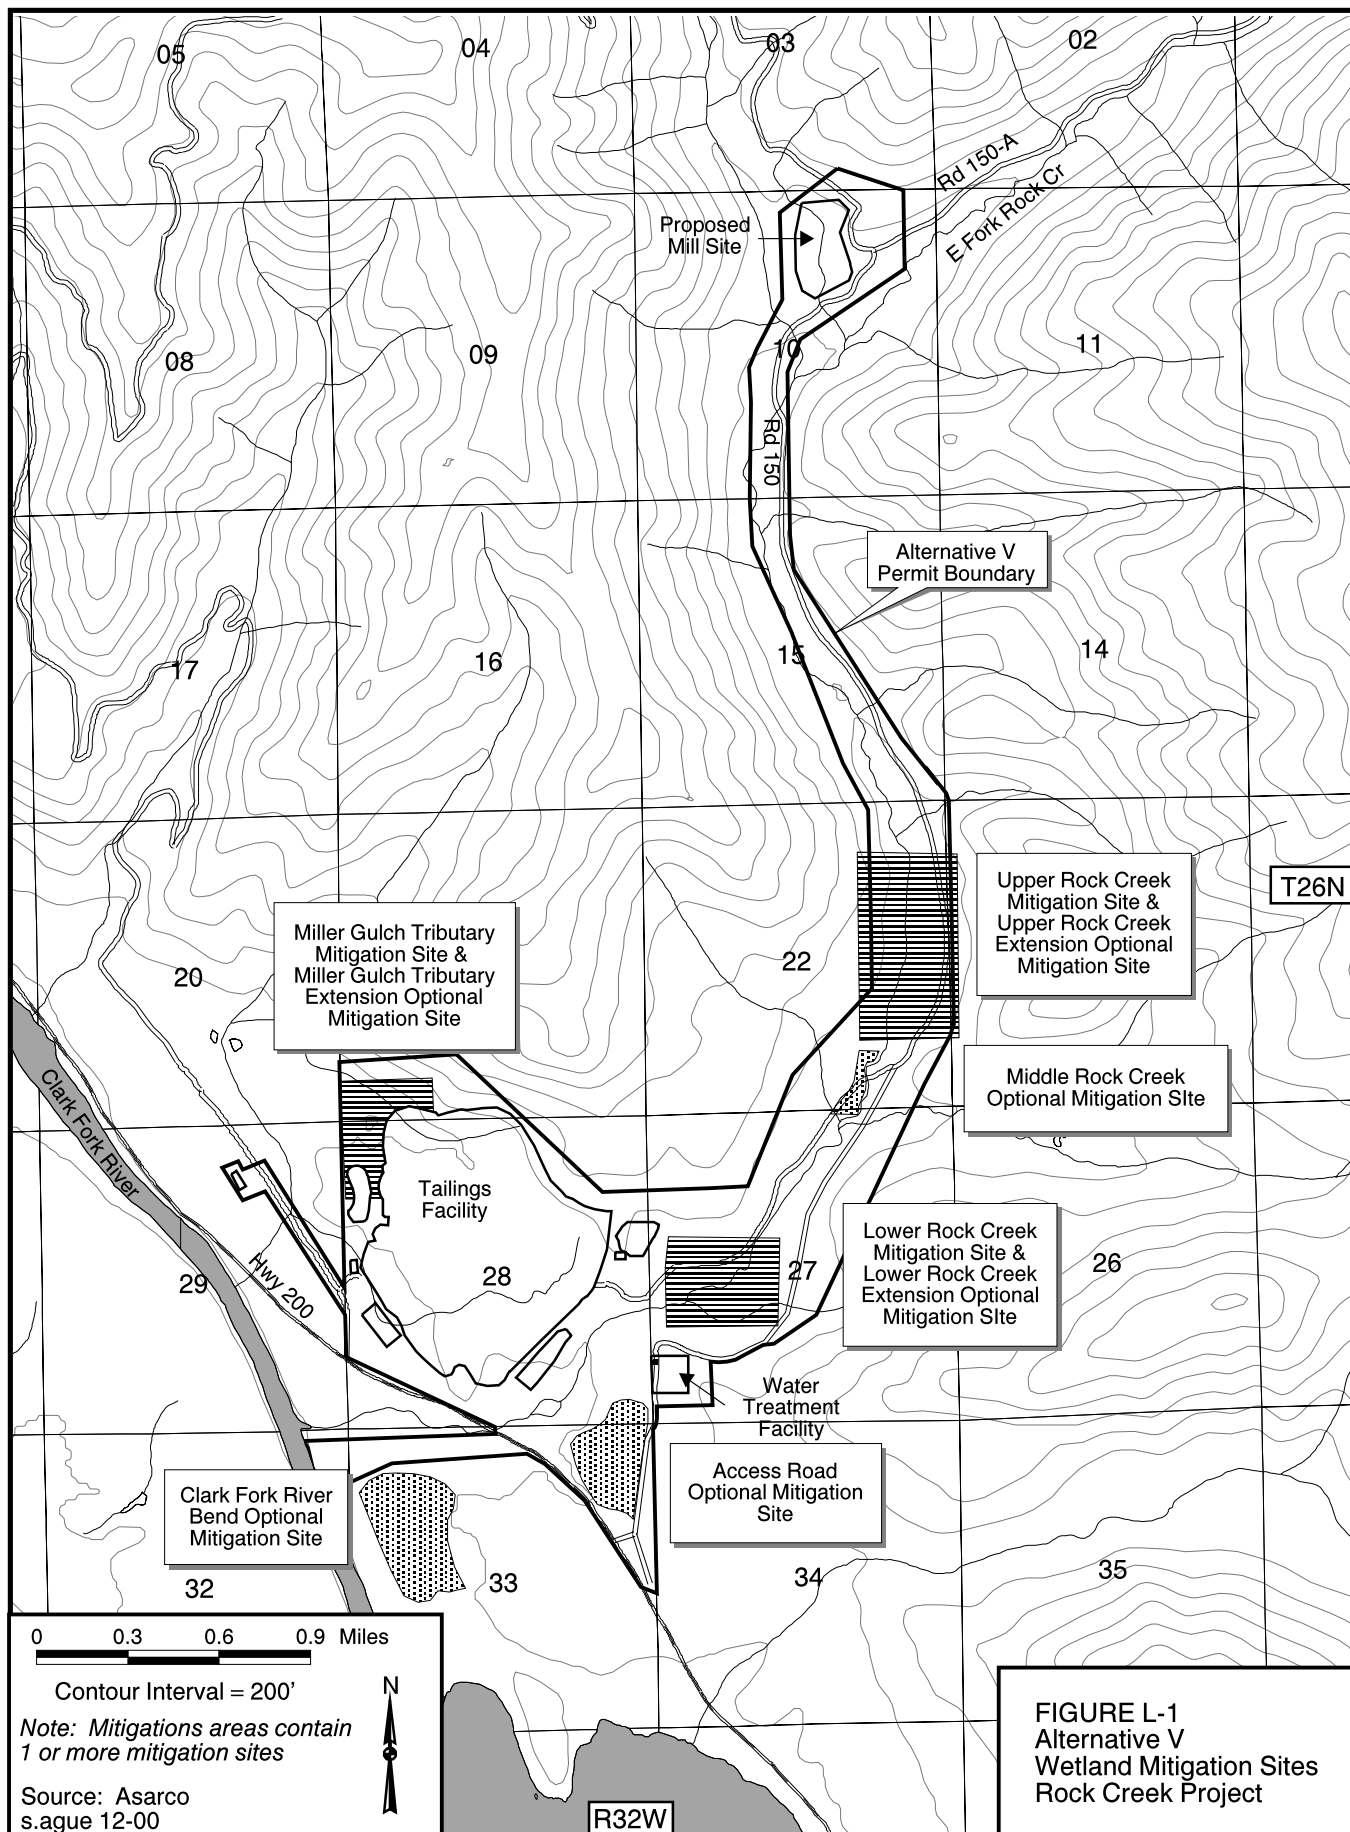 05
04
03
02
Rd 150-A
E Fork Rock Cr
Proposed
Mill Site
08
09
10
11
Rd 150
Alternative V
Permit Boundary
17
16
15
14
T26N
Upper Rock Creek
Mitigation Site &
Upper Rock Creek
Extension Optional
Mitigation Site
Miller Gulch Tributary
Mitigation Site &
Miller Gulch Tributary
Extension Optional
Mitigation Site
20
22
Middle Rock Creek
Optional Mitigation SIte
Clark Fork River
Tailings
Facility
Lower Rock Creek
Mitigation Site &
Lower Rock Creek
Extension Optional
Mitigation SIte
29
Hwy 200
28
27
26
Water
Treatment
Facility
Access Road
Optional Mitigation
Site
Clark Fork River
Bend Optional
Mitigation Site
32
33
34
35
0 0.3 0.6 0.9 Miles
Contour Interval = 200'
N
Note: Mitigations areas contain
1 or more mitigation sites
Source: Asarco
s.ague 12-00
R32W
FIGURE L-1
Alternative V
Wetland Mitigation Sites
Rock Creek Project